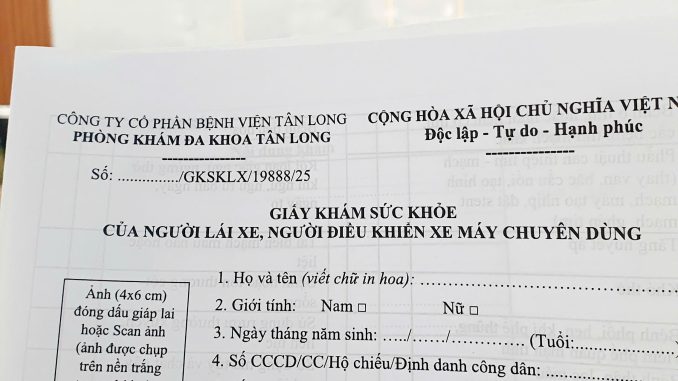 CÔNG TY CỔ PHẦN BỆNH VIỆN TÂN LONG
PHÒNG KHÁM ĐA KHOA TÂN LONG
Số: ............../GKSKLX/19888/25
CỘNG HÒA XÃ HỘI CHỦ NGHĨA VIỆT N
Độc lập - Tự do - Hạnh phúc
GIẤY KHÁM SỨC KHỎE
CỦA NGƯỜI LÁI XE, NGƯỜI ĐIỀU KHIỂN XE MÁY CHUYÊN DÙNG
Ảnh (4x6 cm)
đóng dấu giáp lai
hoặc Scan ảnh
(ảnh được chụp
trên nền trắng
1. Họ và tên (viết chữ in hoa): ......................................
2. Giới tính: Nam □ Nữ □
3. Ngày tháng năm sinh: ...../....../............ (Tuổi:..............
4. Số CCCD/CC/Hộ chiếu/Định danh công dân: ....................